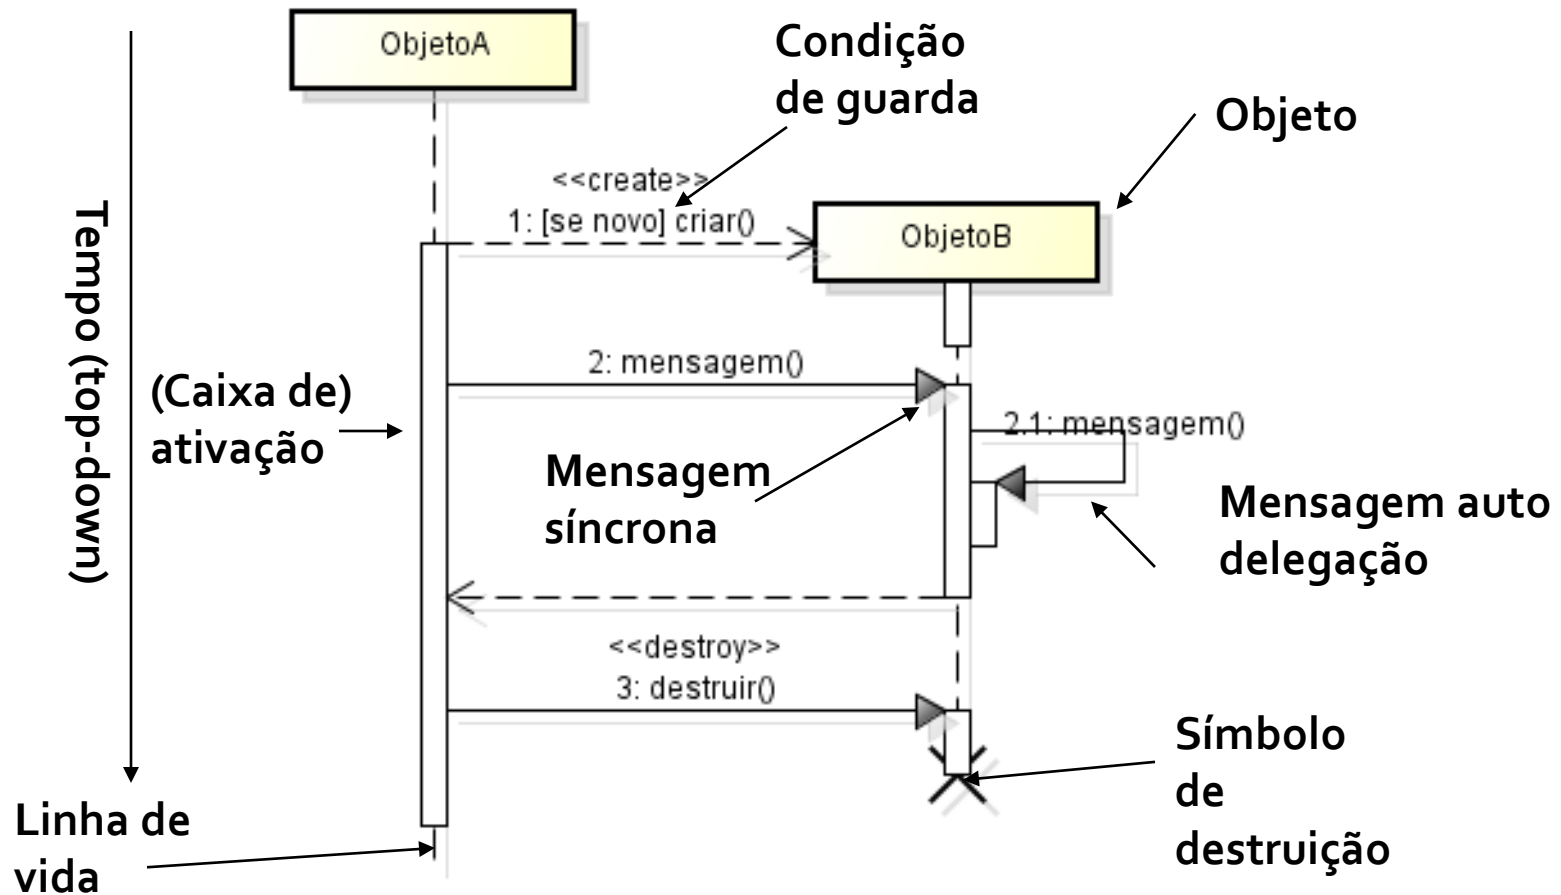 ObjetoA
Condição
de guarda
Objeto
<<create>>
1: [se novo] criar()
ObjetoB
Tempo (top-down)
2: mensagem()
(Caixa de)
ativação
2.1: mensagem()
Mensagem
síncrona
Mensagem auto
delegação
<<destroy>>
3: destruir()
Símbolo
de
destruição
Linha de
vida